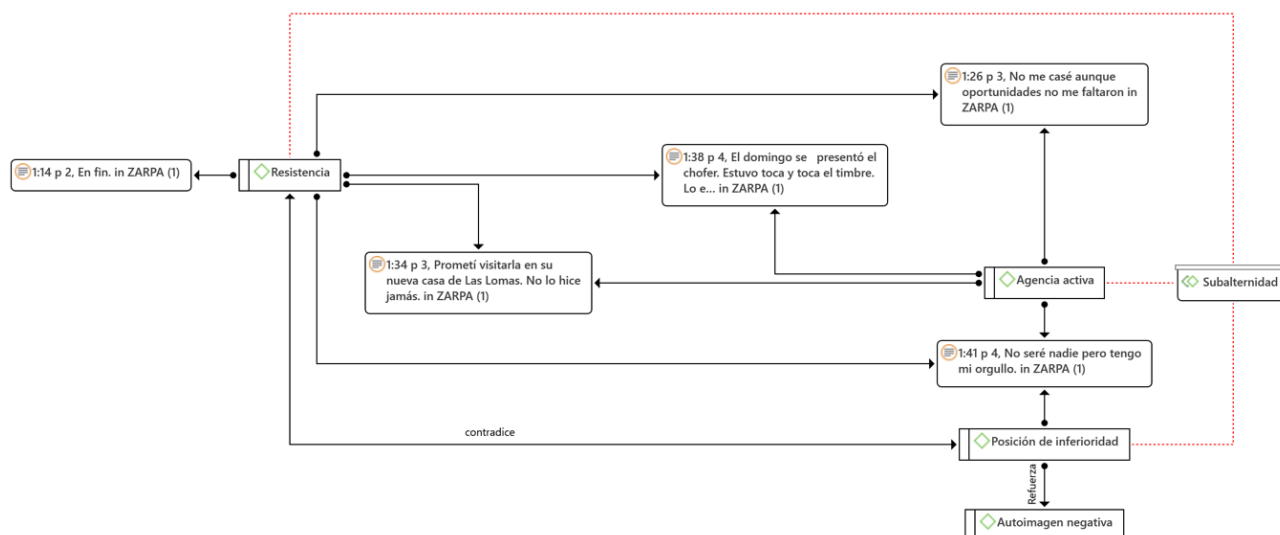 1:26 p 3, No me casé aunque
oportunidades no me faltaron in
ZARPA (1)
1:14 p 2, En fin. in ZARPA (1)
Resistencia
1:38 p 4, El domingo se presentó el
chofer. Estuvo toca y toca el timbre.
Lo e... in ZARPA (1)
1:34 p 3, Prometí visitarla en su
nueva casa de Las Lomas. No lo hice
jamás. in ZARPA (1)
Agencia activa
Subalternidad
1:41 p 4, No seré nadie pero tengo
mi orgullo. in ZARPA (1)
contradice
Posición de inferioridad
Refuerza
Autoimagen negativa